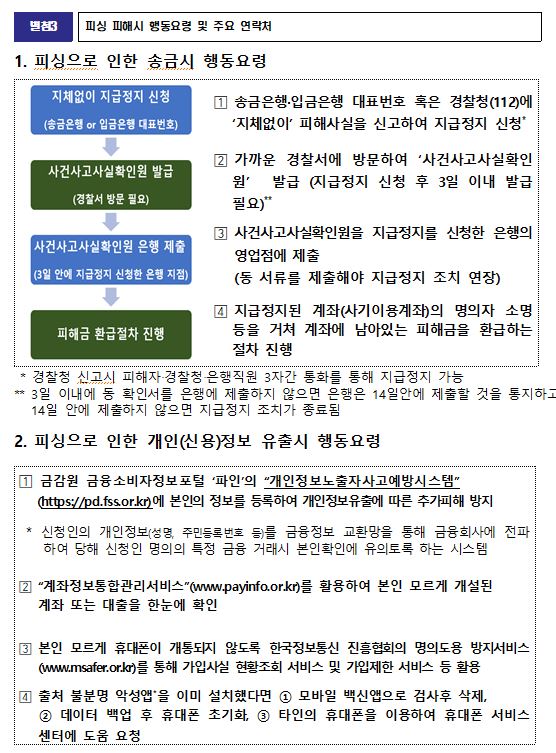 별첨3
피싱 피해시 행동요령 및 주요 연락처
1. 피싱으로 인한 송금시 행동요령
지체없이 지급정지 신청
(송금은행 or 입금은행 대표번호)
사건사고사실확인원 발급
(경찰서 방문 필요)
사건사고사실확인원 은행 제출
(3일 안에 지급정지 신청한 은행 지점)
피해금 환급절차 진행
1 송금은행·입금은행 대표번호 혹은 경찰청(112)에
‘지체없이’ 피해사실을 신고하여 지급정지 신청*
2 가까운 경찰서에 방문하여 ‘사건사고사실확인
원’ 발급 (지급정지 신청 후 3일 이내 발급
필요)**
3 사건사고사실확인원을 지급정지를 신청한 은행의
영업점에 제출
(동 서류를 제출해야 지급정지 조치 연장)
4 지급정지된 계좌(사기이용계좌)의 명의자 소명
등을 거쳐 계좌에 남아있는 피해금을 환급하는
절차 진행
* 경찰청 신고시 피해자·경찰청·은행직원 3자간 통화를 통해 지급정지 가능
** 3일 이내에 동 확인서를 은행에 제출하지 않으면 은행은 14일안에 제출할 것을 통지하고
14일 안에 제출하지 않으면 지급정지 조치가 종료됨
2. 피싱으로 인한 개인(신용)정보 유출시 행동요령
1 금감원 금융소비자정보포털 ‘파인’의 “개인정보노출자사고예방시스템”
(https://pd.fss.or.kr)에 본인의 정보를 등록하여 개인정보유출에 따른 추가피해 방지
* 신청인의 개인정보(성명, 주민등록번호 등)를 금융정보 교환망을 통해 금융회사에 전파
하여 당해 신청인 명의의 특정 금융 거래시 본인확인에 유의토록 하는 시스템
2 “계좌정보통합관리서비스”(www.payinfo.or.kr)를 활용하여 본인 모르게 개설된
계좌 또는 대출을 한눈에 확인
3 본인 모르게 휴대폰이 개통되지 않도록 한국정보통신 진흥협회의 명의도용 방지서비스
(www.msafer.or.kr)를 통해 가입사실 현황조회 서비스 및 가입제한 서비스 등 활용
4 출처 불분명 악성앱*을 이미 설치했다면 ① 모바일 백신앱으로 검사후 삭제,
② 데이터 백업 후 휴대폰 초기화, ③ 타인의 휴대폰을 이용하여 휴대폰 서비스
센터에 도움 요청